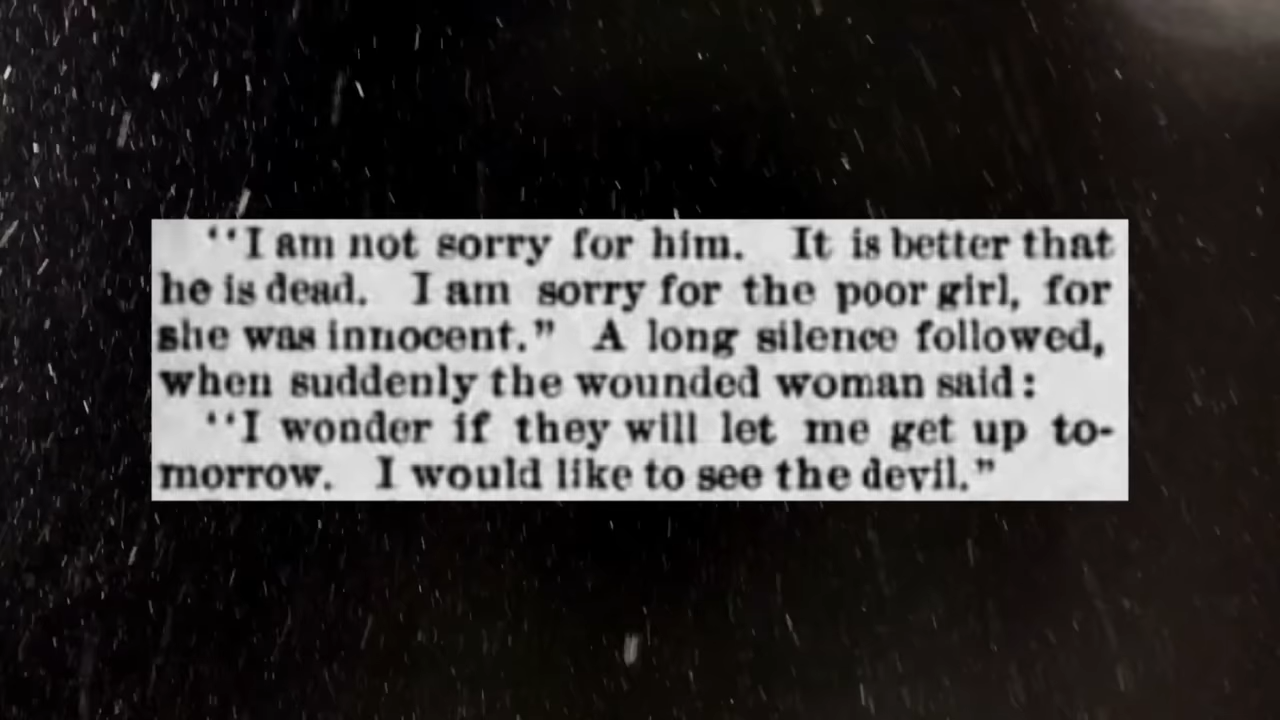 “I am not sorry for him. It is better that
he is dead. I am sorry for the poor girl, for
she was innocent.” A long silence followed,
when suddenly the wounded woman said:
“I wonder if they will let me get up to-
morrow. I would like to see the devil.”